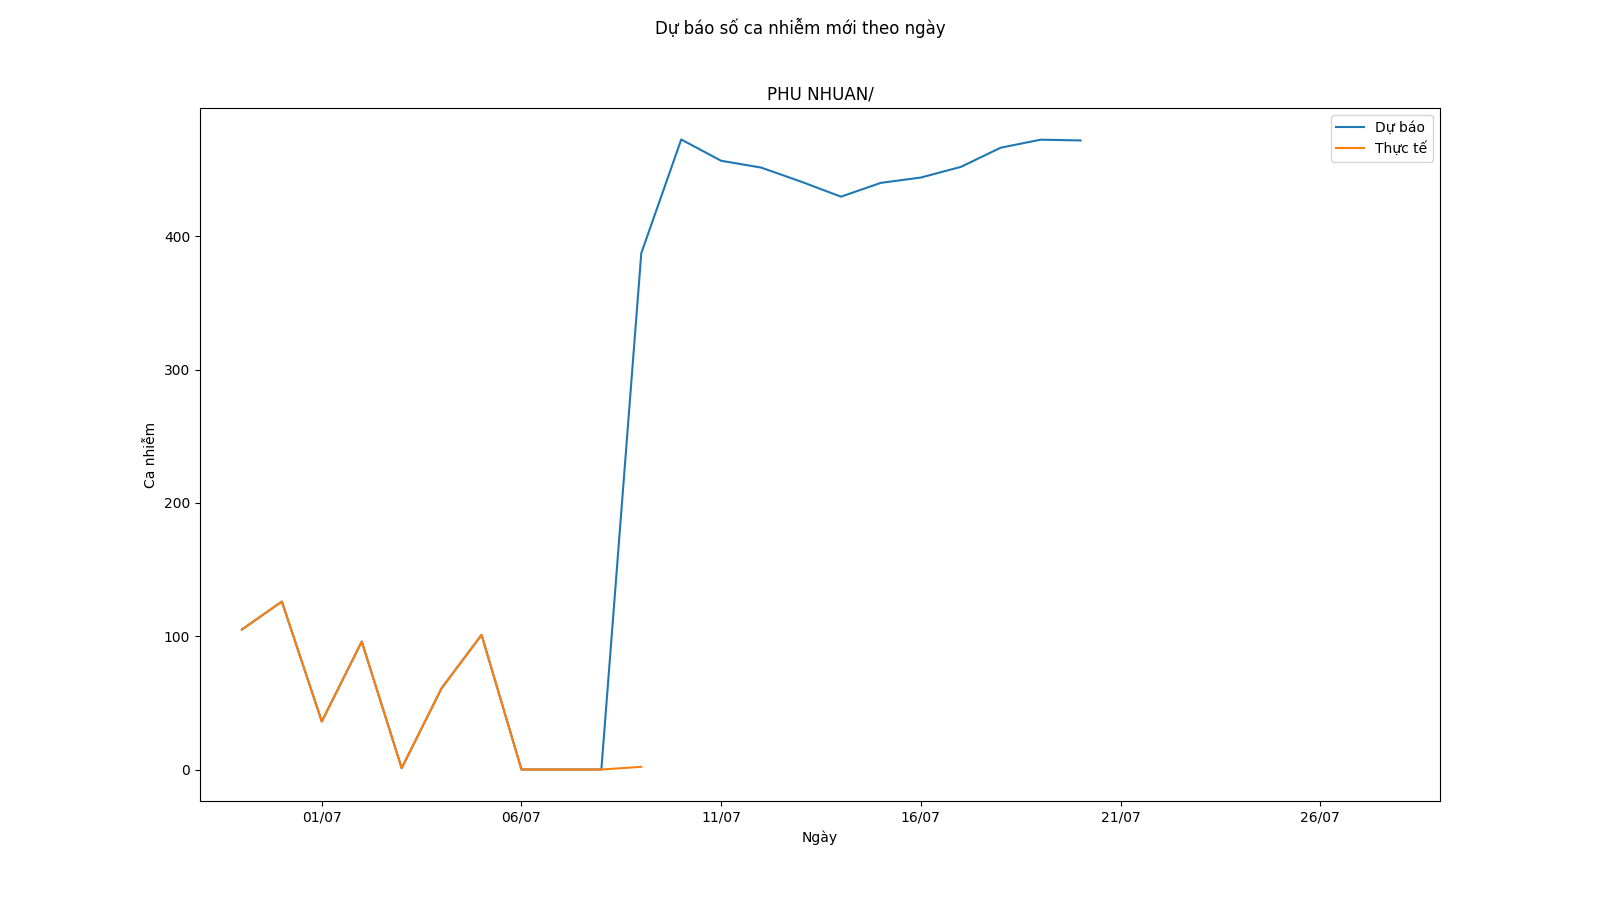 Dự báo số ca nhiễm mới theo ngày
PHU NHUAN/
Dự báo
Thực tế
400
300
200
100
0
Ca nhiễm
01/07
06/07
11/07
16/07
21/07
26/07
Ngày